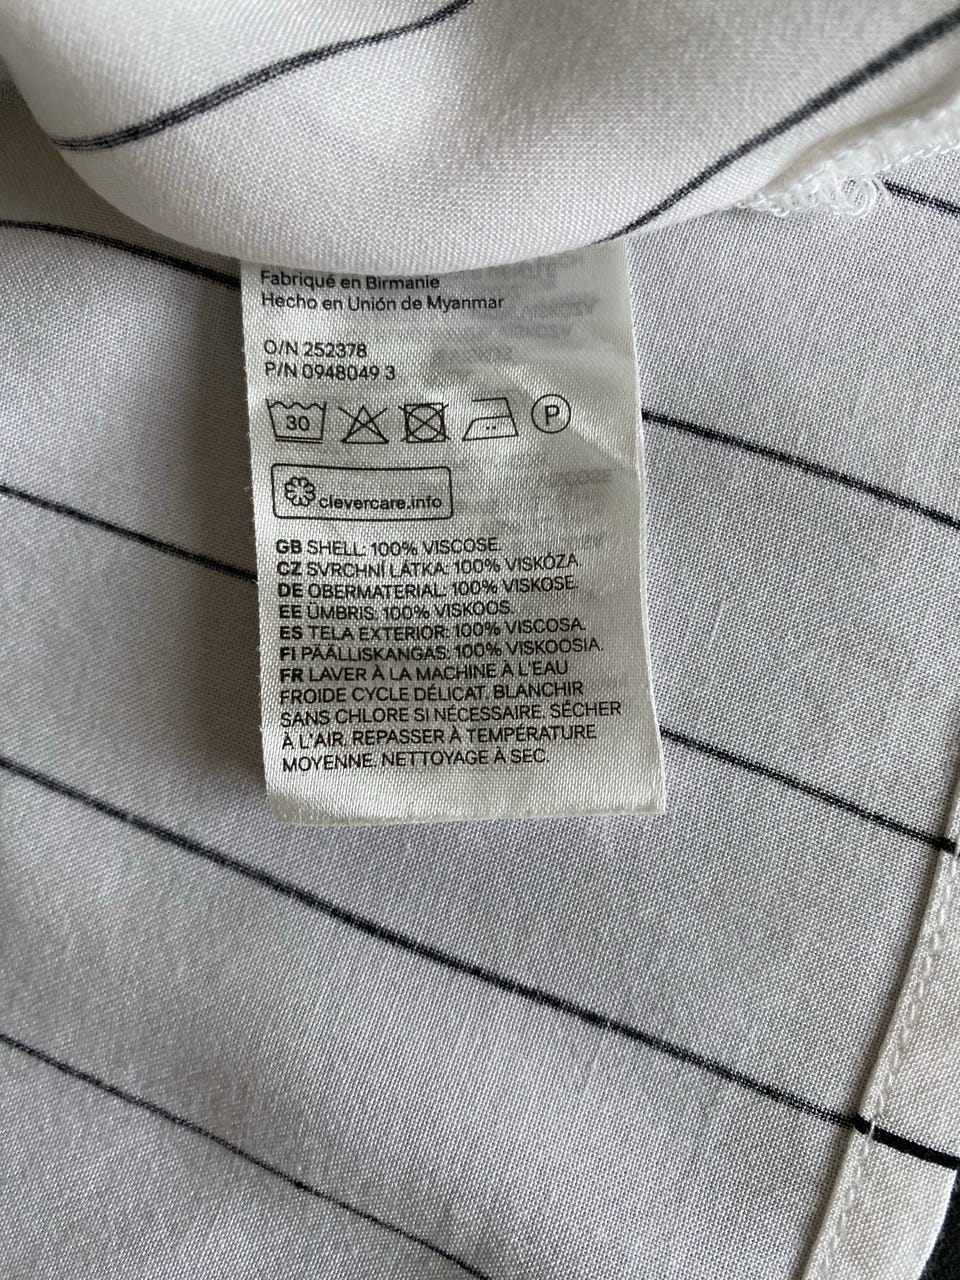 Fabriqué en Birmanie
Hecho en Unión de Myanmar
O/N 252378
P/N 0948049 3
30 P
clevercare.info
GB SHELL: 100% VISCOSE.
CZ SVRCHNÍ LÁTKA: 100% VISKÓZA.
DE OBERMATERIAL: 100% VISKOSE.
EE ÜMBRIS: 100% VISKOOS.
ES TELA EXTERIOR: 100% VISCOSA.
FI PÄÄLLISKANGAS: 100% VISKOOSIA.
FR LAVER À LA MACHINE À L'EAU
FROIDE CYCLE DÉLICAT. BLANCHIR
SANS CHLORE SI NÉCESSAIRE. SÉCHER
À L'AIR. REPASSER À TEMPÉRATURE
MOYENNE. NETTOYAGE À SEC.